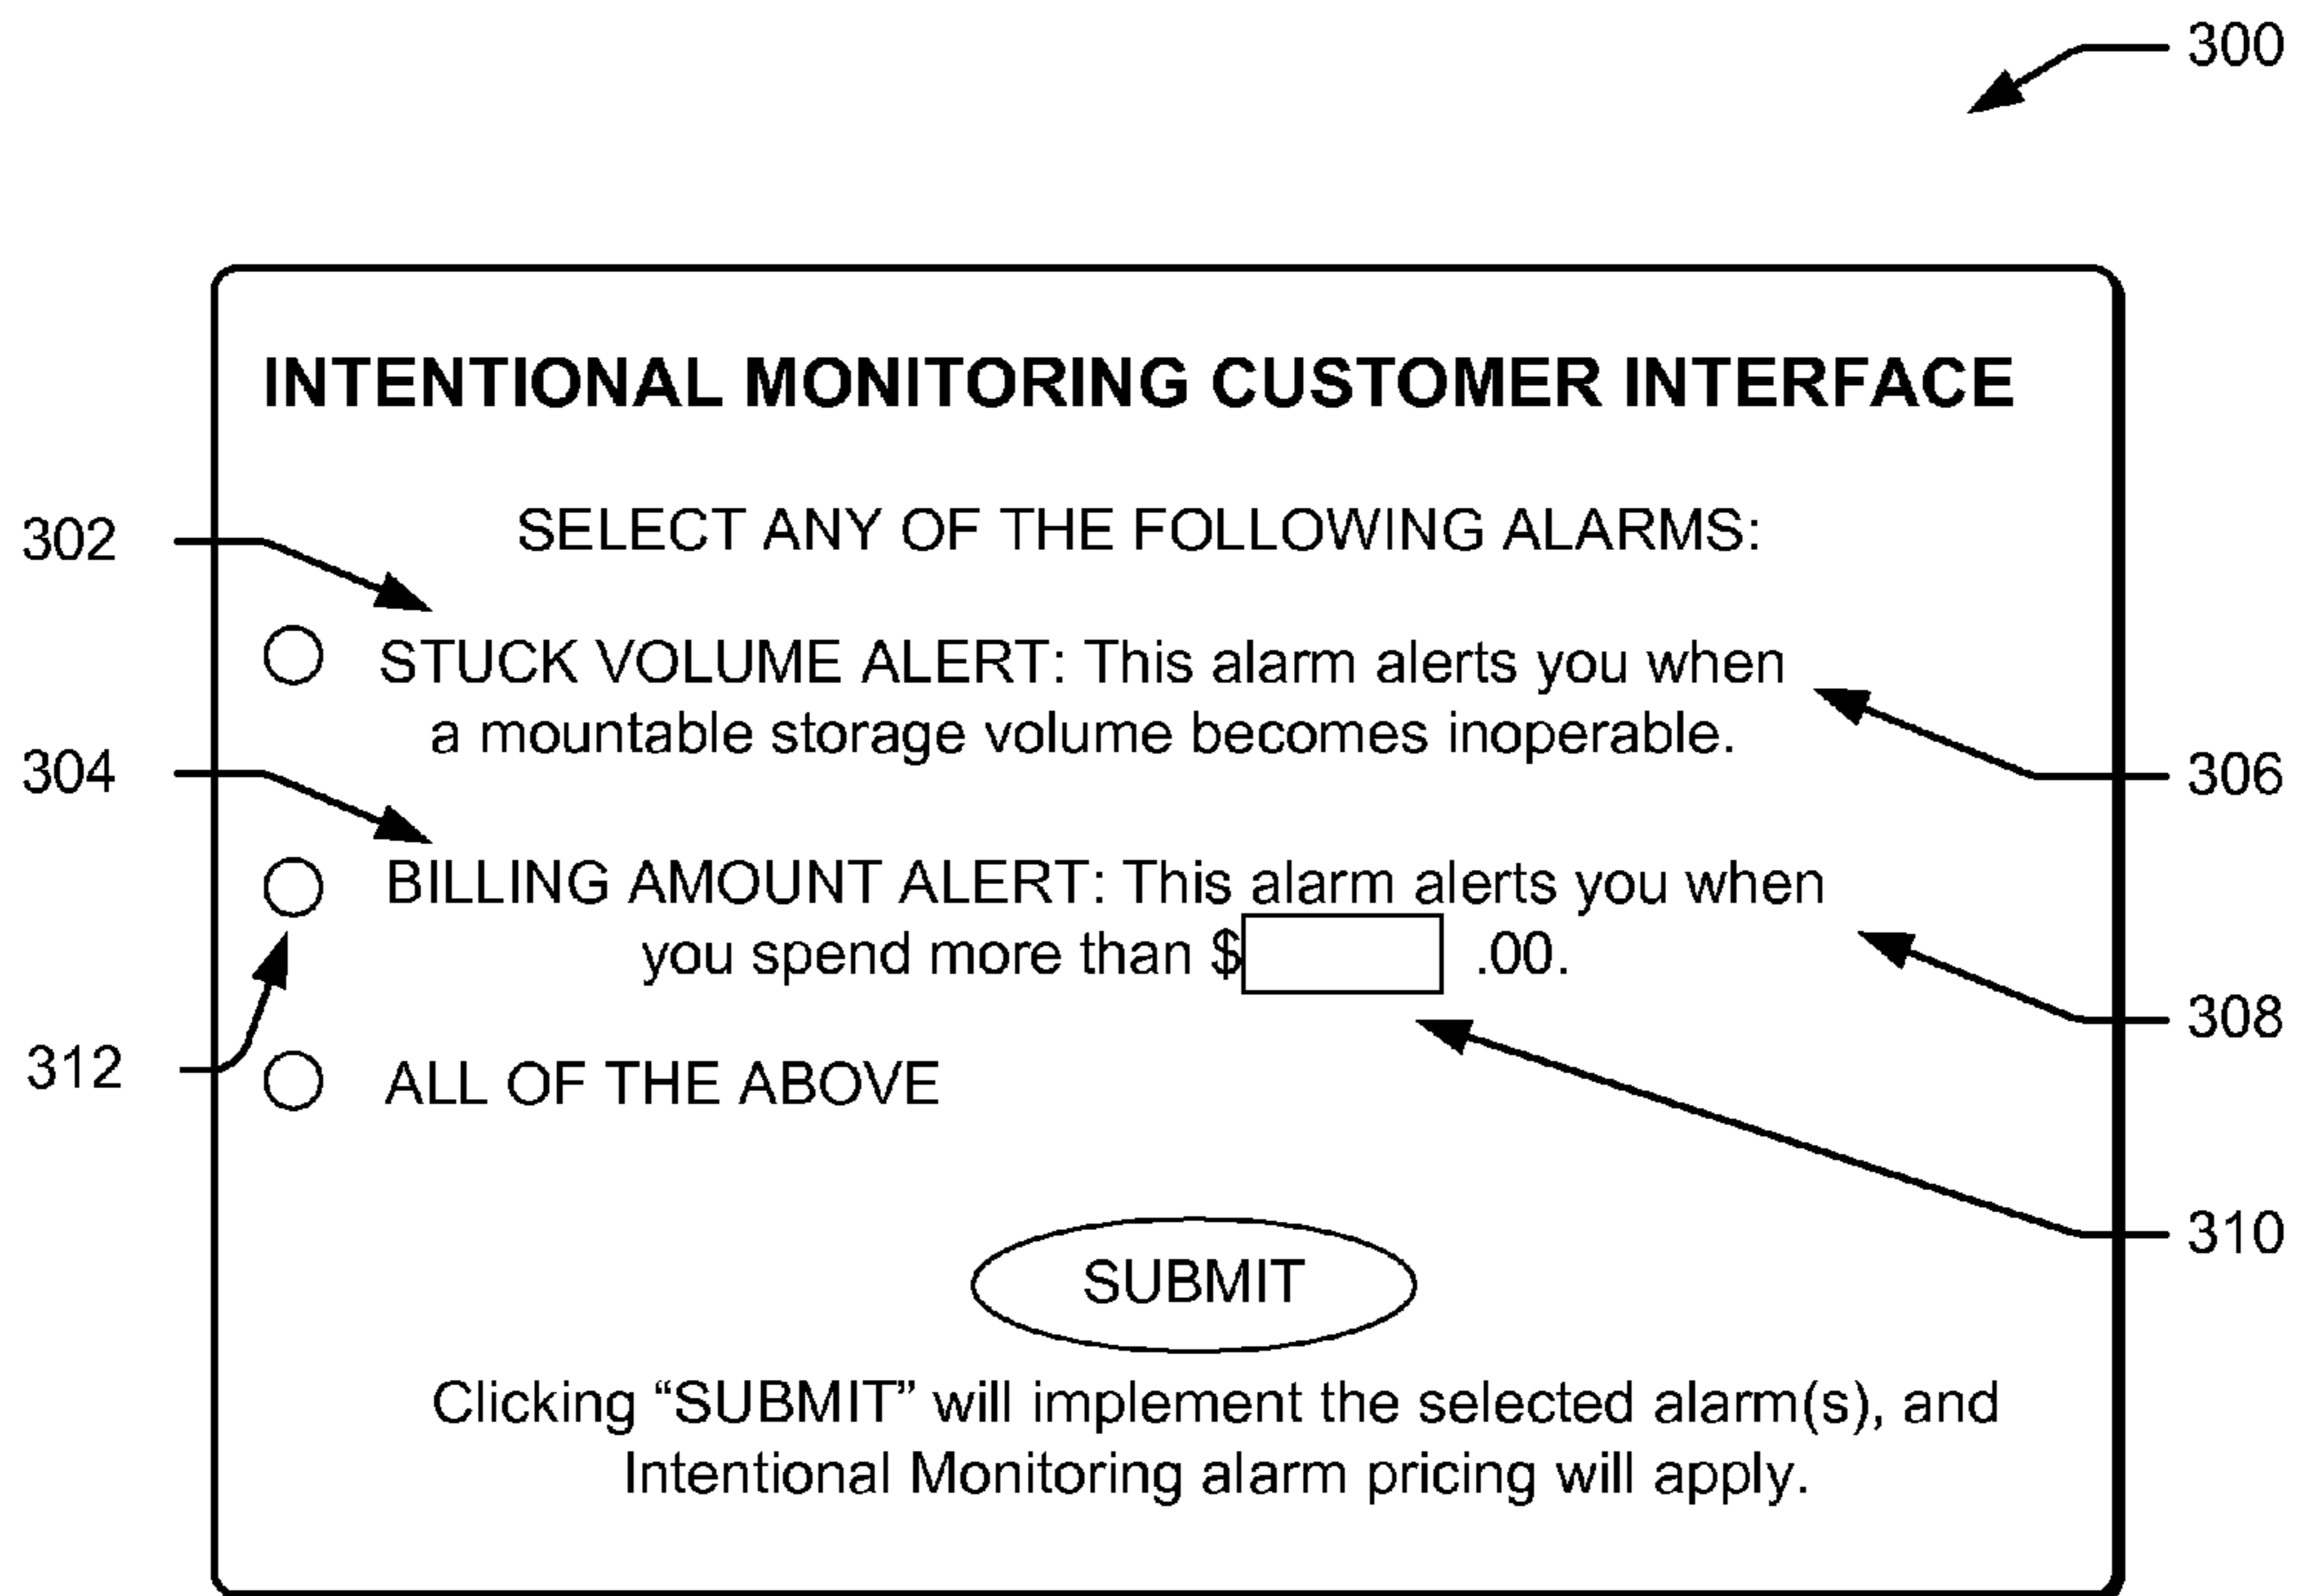 300
INTENTIONAL MONITORING CUSTOMER INTERFACE
SELECT ANY OF THE FOLLOWING ALARMS:
302
STUCK VOLUME ALERT: This alarm alerts you when
a mountable storage volume becomes inoperable.
304
306
BILLING AMOUNT ALERT: This alarm alerts you when
you spend more than $ .00.
308
312
ALL OF THE ABOVE
310
SUBMIT
Clicking “SUBMIT” will implement the selected alarm(s), and
Intentional Monitoring alarm pricing will apply.